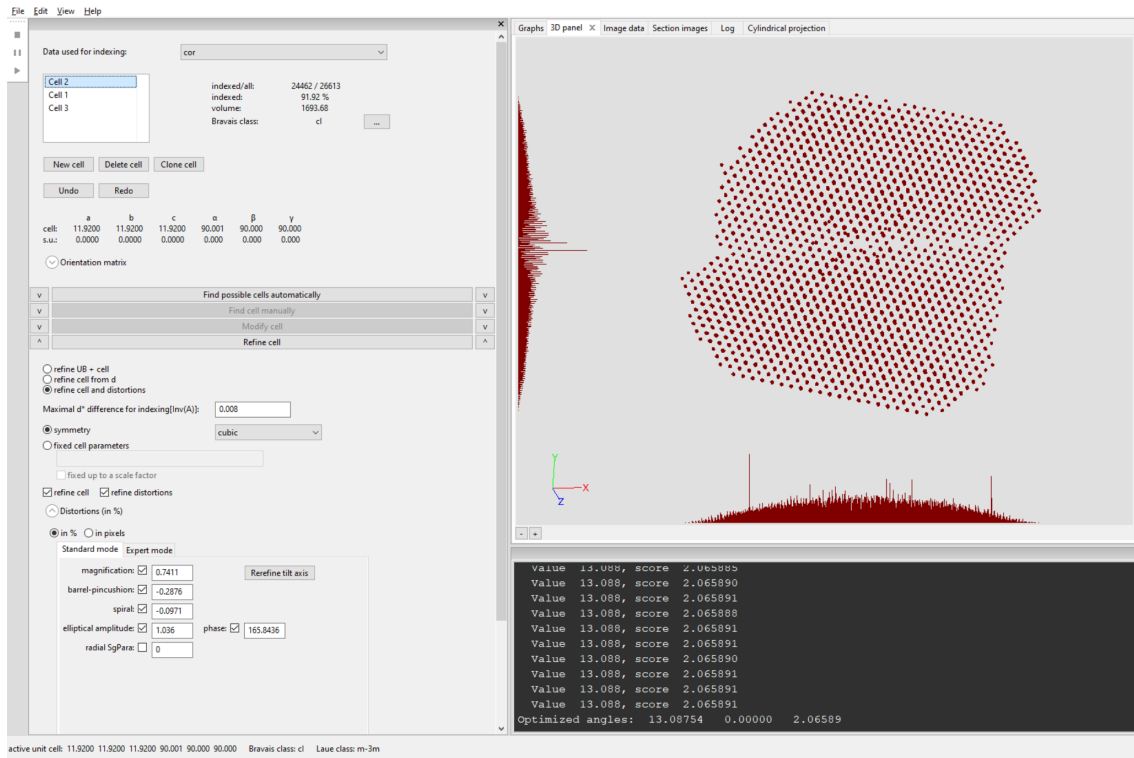 File Edit View Help
Graphs 3D panel X Image data Section images Log Cylindrical projection
Data used for indexing: cor
Cell 2
Cell 1
Cell 3
indexed/all: 24462 / 26613
indexed: 91.92 %
volume: 1693.68
Bravais class: cI ...
New cell Delete cell Clone cell
Undo Redo
a b c α β γ
cell: 11.9200 11.9200 11.9200 90.001 90.000 90.000
s.u.: 0.0000 0.0000 0.0000 0.000 0.000 0.000
Orientation matrix
v Find possible cells automatically v
v Find cell manually v
v Modify cell v
^ Refine cell ^
refine UB + cell
refine cell from d
refine cell and distortions
Maximal d* difference for indexing[Inv(A)]: 0.008
symmetry cubic
fixed cell parameters
fixed up to a scale factor
refine cell refine distortions
Distortions (in %)
in % in pixels
Standard mode Expert mode
magnification: 0.7411 Rerefine tilt axis
barrel-pincushion: -0.2876
spiral: -0.0971
elliptical amplitude: 1.036 phase: 165.8436
radial SgPara: 0
Y
X
Z
- +
Value 13.088, score 2.065885
Value 13.088, score 2.065890
Value 13.088, score 2.065891
Value 13.088, score 2.065888
Value 13.088, score 2.065891
Value 13.088, score 2.065891
Value 13.088, score 2.065890
Value 13.088, score 2.065891
Value 13.088, score 2.065891
Value 13.088, score 2.065891
Optimized angles: 13.08754 0.00000 2.06589
active unit cell: 11.9200 11.9200 11.9200 90.001 90.000 90.000 Bravais class: cI Laue class: m-3m